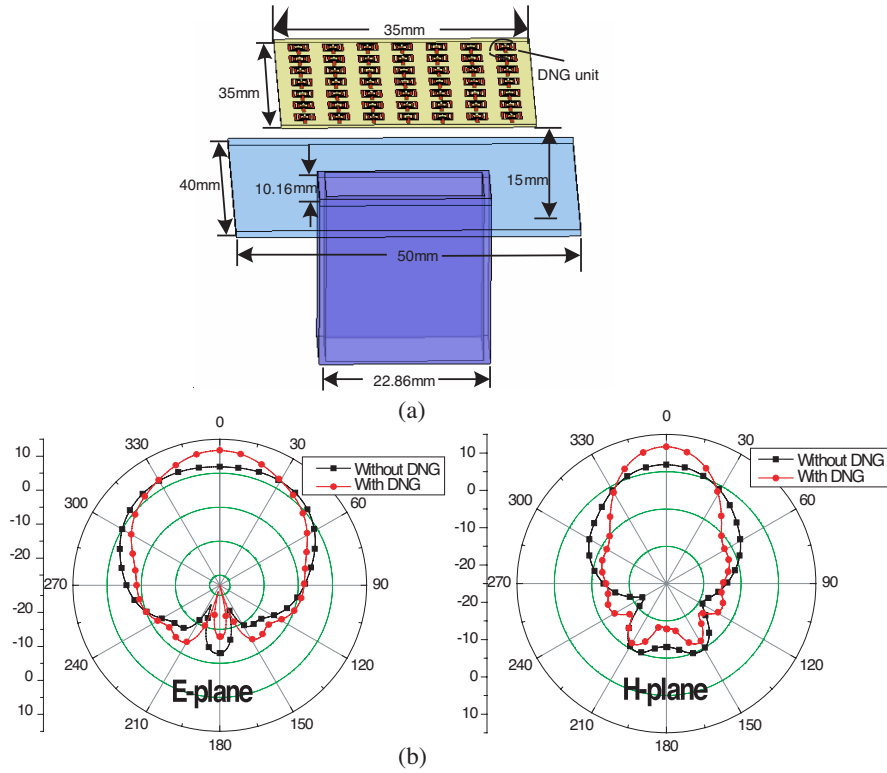 35mm
35mm
DNG unit
40mm
10.16mm
15mm
50mm
22.86mm
(a)
0
30
60
90
120
150
180
210
240
270
300
330
10
0
-10
-20
-20
-10
0
10
Without DNG
With DNG
E-plane
0
30
60
90
120
150
180
210
240
270
300
330
10
0
-10
-20
-20
-10
0
10
Without DNG
With DNG
H-plane
(b)